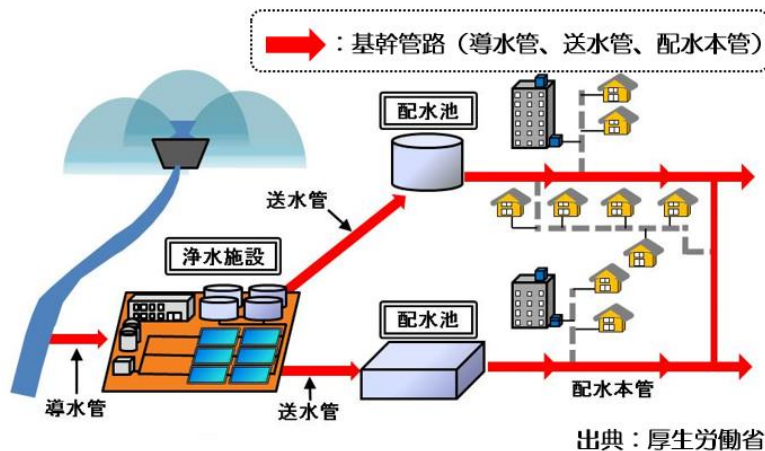 ：基幹管路（導水管、送水管、配水本管）
配水池
送水管
浄水施設
配水池
導水管
送水管
配水本管
出典：厚生労働省